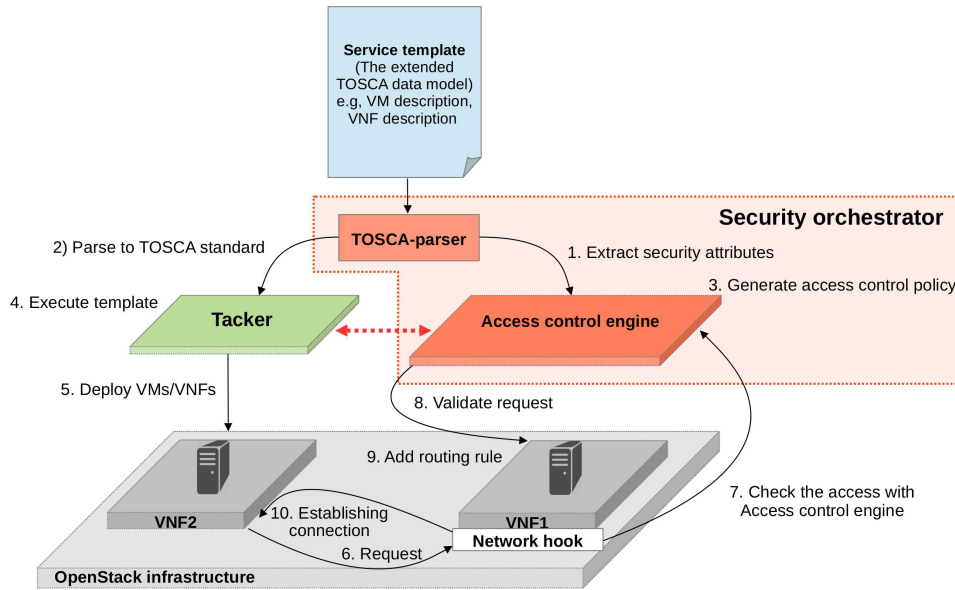 Service template
(The extended
TOSCA data model)
e.g, VM description,
VNF description
Security orchestrator
TOSCA-parser
2) Parse to TOSCA standard
1. Extract security attributes
3. Generate access control policy
4. Execute template
Tacker
Access control engine
5. Deploy VMs/VNFs
8. Validate request
9. Add routing rule
7. Check the access with
Access control engine
VNF2
10. Establishing
connection
VNF1
Network hook
6. Request
OpenStack infrastructure